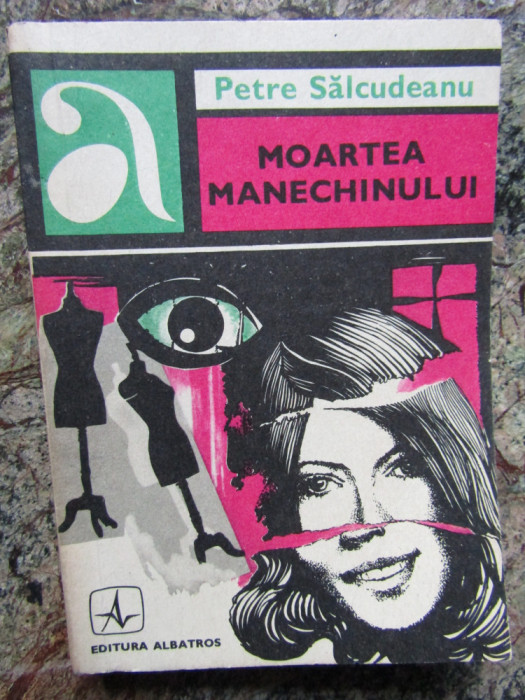 a
Petre Sălcudeanu
MOARTEA
MANECHINULUI
EDITURA ALBATROS